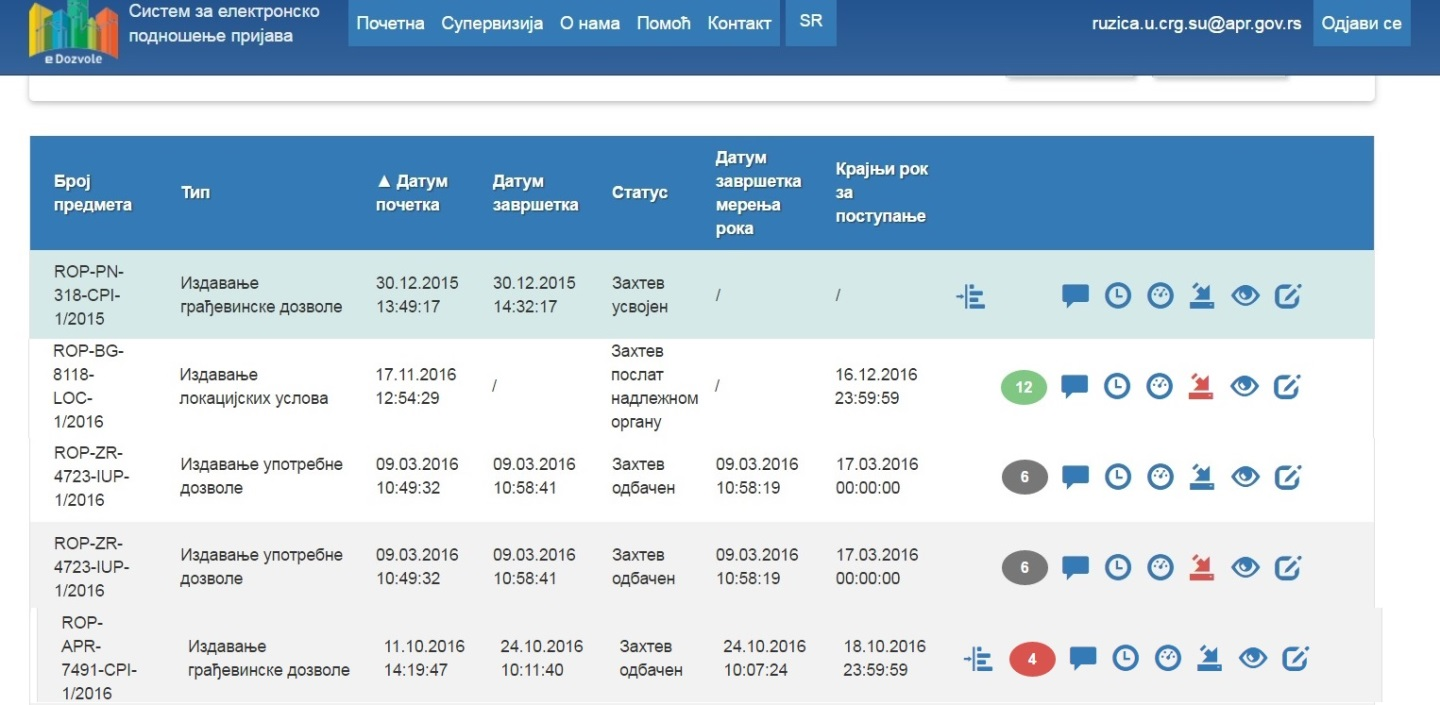 Систем за електронско
подношење пријава
eDozvole
Почетна Супервизија О нама Помоћ Контакт SR
ruzica.u.crg.su@apr.gov.rs Одјави се
Број
предмета
Тип
▲ Датум
почетка
Датум
завршетка
Статус
Датум
завршетка
мерења
рока
Крајњи рок
за
поступање
ROP-PN-
318-CPI-
1/2015
Издавање
грађевинске дозволе
30.12.2015
13:49:17
30.12.2015
14:32:17
Захтев
усвојен
/
/
ROP-BG-
8118-
LOC-
1/2016
Издавање
локацијских услова
17.11.2016
12:54:29
/
Захтев
послат
надлежном
органу
/
16.12.2016
23:59:59
12
ROP-ZR-
4723-IUP-
1/2016
Издавање употребне
дозволе
09.03.2016
10:49:32
09.03.2016
10:58:41
Захтев
одбачен
09.03.2016
10:58:19
17.03.2016
00:00:00
6
ROP-ZR-
4723-IUP-
1/2016
Издавање употребне
дозволе
09.03.2016
10:49:32
09.03.2016
10:58:41
Захтев
одбачен
09.03.2016
10:58:19
17.03.2016
00:00:00
6
ROP-
APR-
7491-CPI-
1/2016
Издавање
грађевинске дозволе
11.10.2016
14:19:47
24.10.2016
10:11:40
Захтев
одбачен
24.10.2016
10:07:24
18.10.2016
23:59:59
4